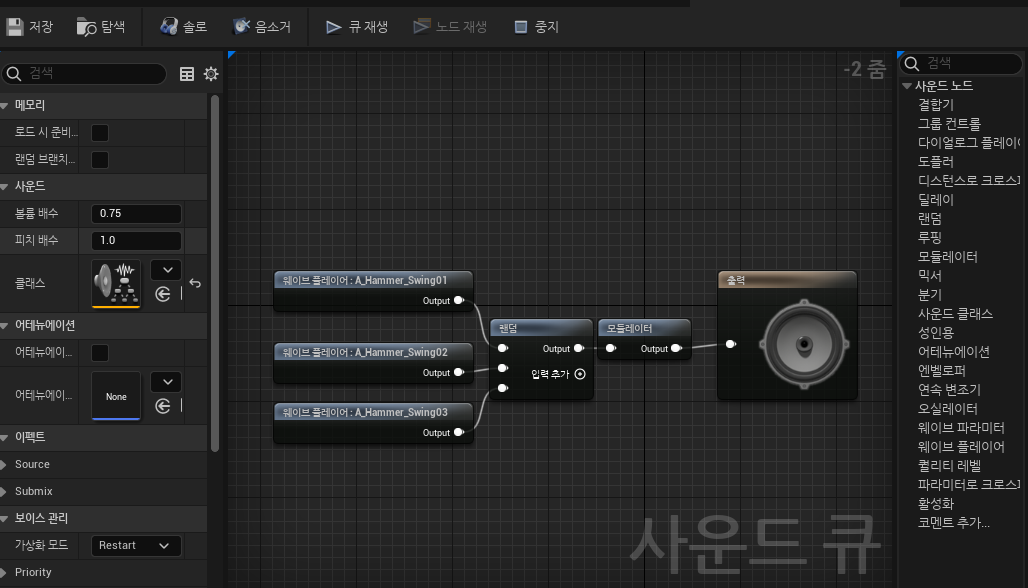 저장
탐색
솔로
음소거
큐 재생
노드 재생
중지
검색
메모리
로드 시 준비...
랜덤 브랜치...
사운드
볼륨 배수
0.75
피치 배수
1.0
클래스
어테뉴에이션
어테뉴에이...
어테뉴에이...
None
이펙트
Source
Submix
보이스 관리
가상화 모드
Restart
Priority
-2 줌
웨이브 플레이어 : A_Hammer_Swing01
Output
웨이브 플레이어 : A_Hammer_Swing02
Output
웨이브 플레이어 : A_Hammer_Swing03
Output
랜덤
Output
입력 추가
모듈레이터
Output
출력
사운드 큐
검색
사운드 노드
결합기
그룹 컨트롤
다이얼로그 플레이
도플러
디스턴스로 크로스
딜레이
랜덤
루핑
모듈레이터
믹서
분기
사운드 클래스
성인용
어테뉴에이션
엔벨로퍼
연속 변조기
오실레이터
웨이브 파라미터
웨이브 플레이어
퀄리티 레벨
파라미터로 크로스
활성화
코멘트 추가...